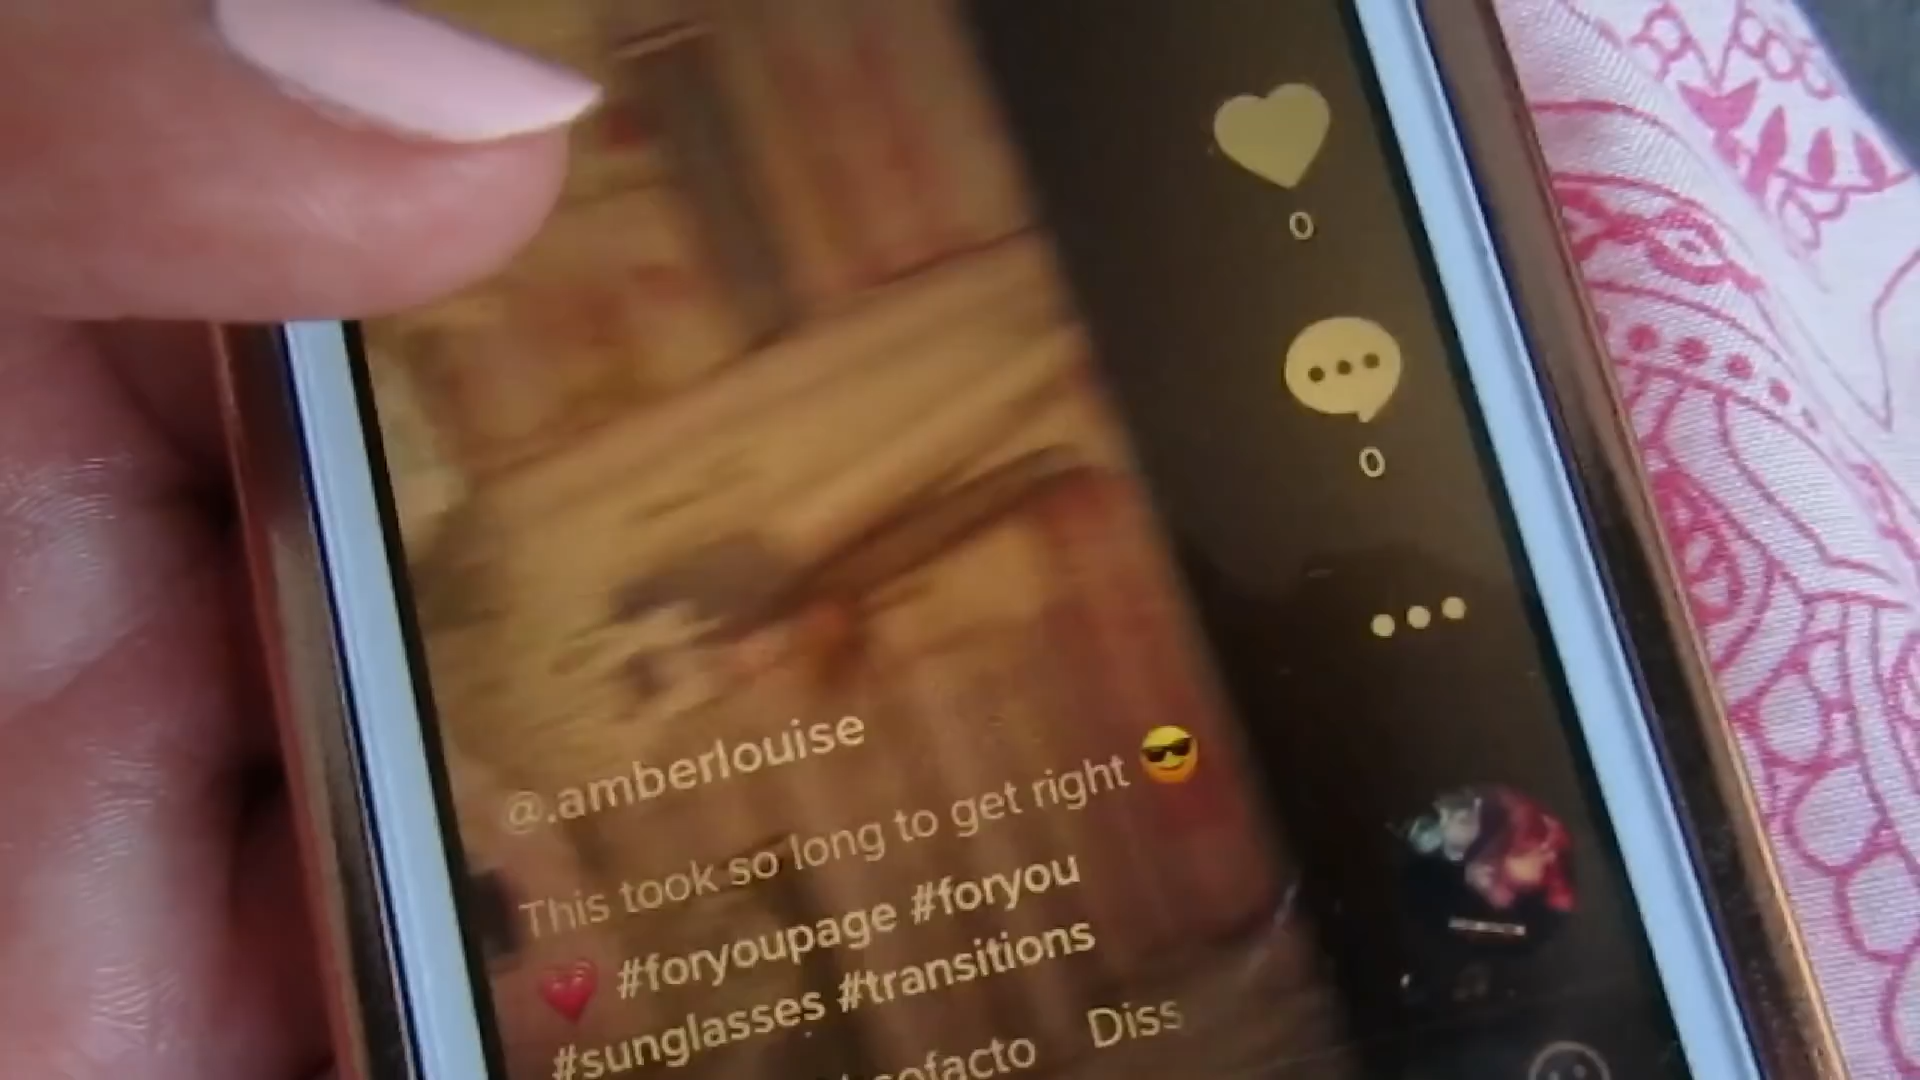 0
0
@.amberlouise
This took so long to get right 😎
💗 #foryoupage #foryou
#sunglasses #transitions
Diss